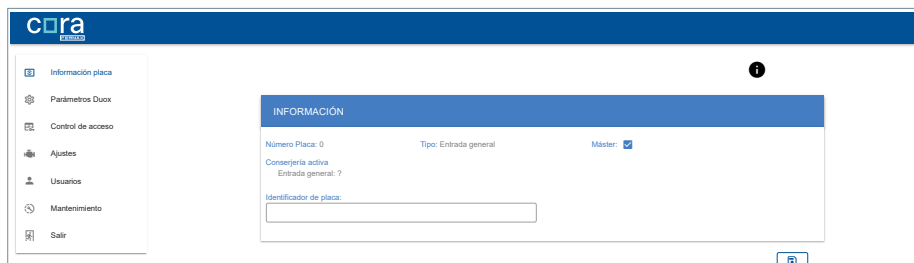 cora
FERMAX
Información placa
Parámetros Duox
Control de acceso
Ajustes
Usuarios
Mantenimiento
Salir
INFORMACIÓN
Número Placa: 0 Tipo: Entrada general Máster:
Conserjería activa
Entrada general: ?
Identificador de placa: